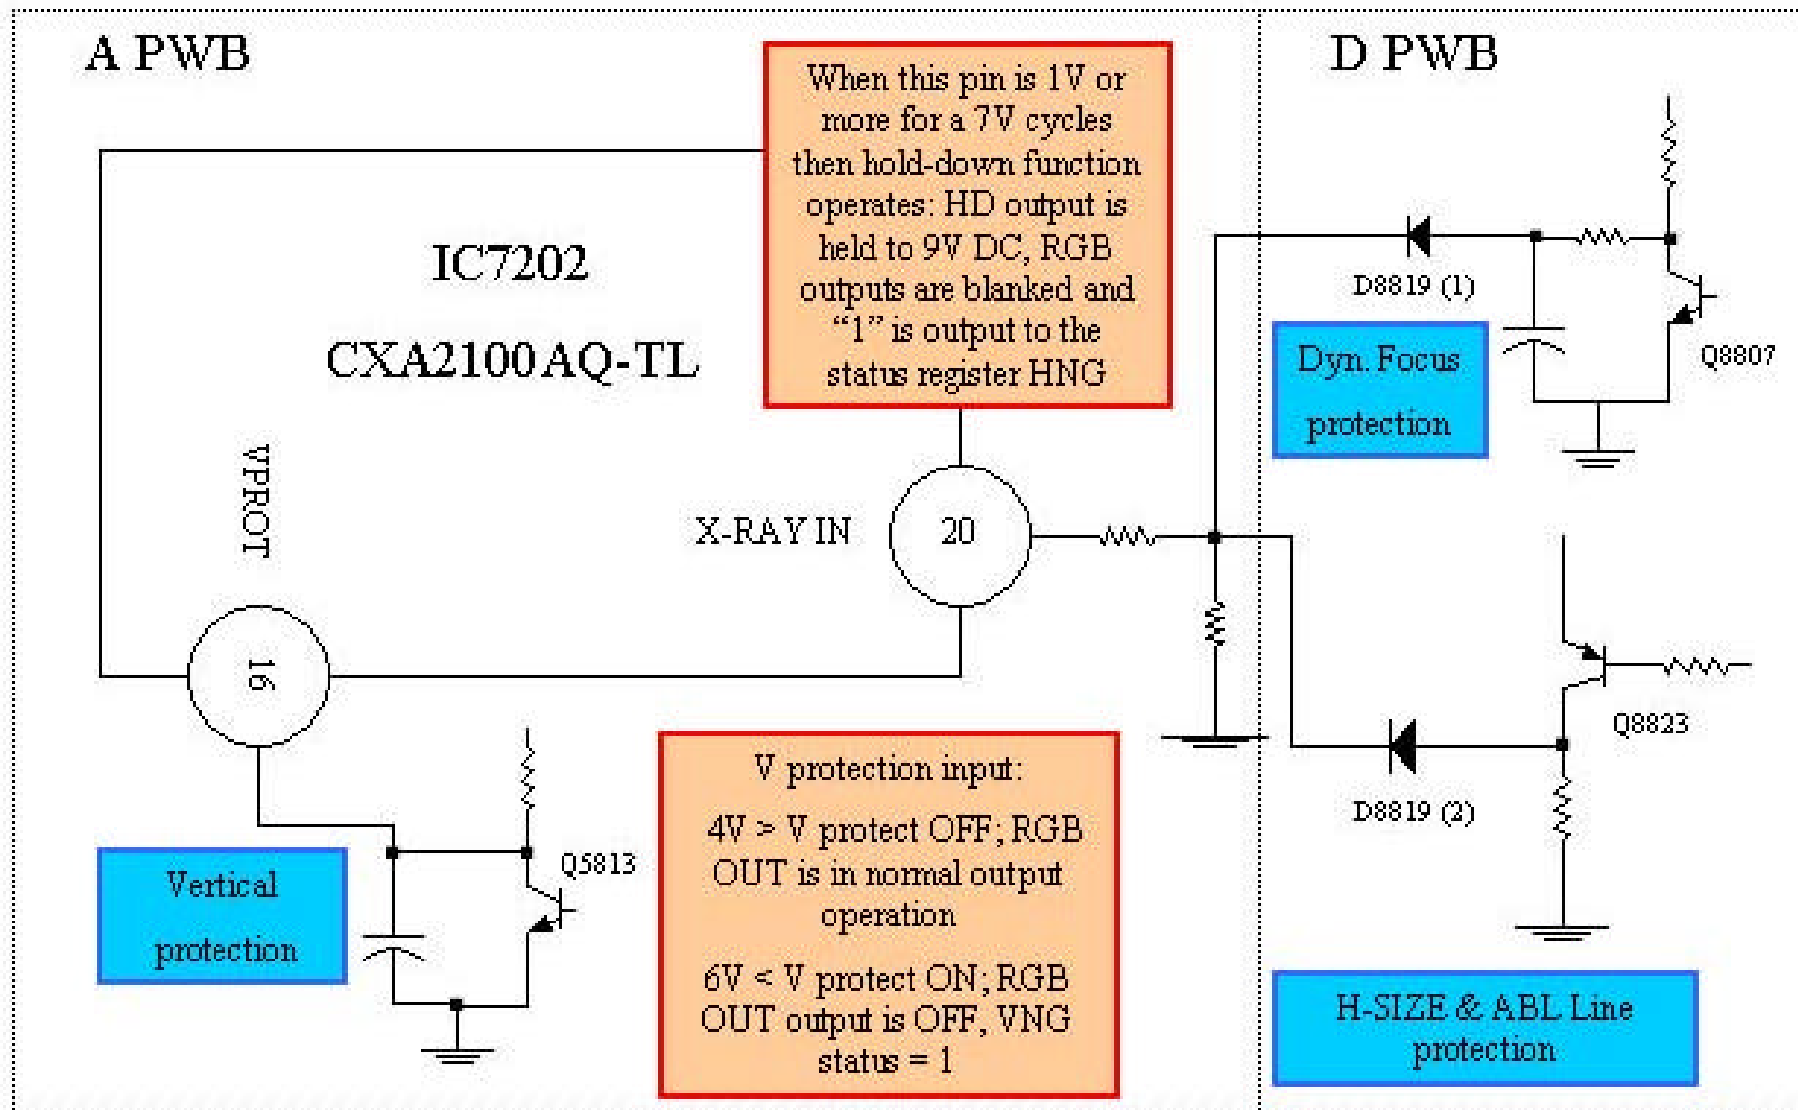 A PWB
D PWB
When this pin is 1V or
more for a 7V cycles
then hold-down function
operates: HD output is
held to 9V DC, RGB
outputs are blanked and
“1” is output to the
status register HNG
IC7202
CXA2100AQ-TL
D8819 (1)
Q8807
Dyn. Focus
protection
VPROT
X-RAY IN
20
16
Q8823
D8819 (2)
V protection input:
4V > V protect OFF; RGB
OUT is in normal output
operation
6V < V protect ON; RGB
OUT output is OFF, VNG
status = 1
Q5813
Vertical
protection
H-SIZE & ABL Line
protection